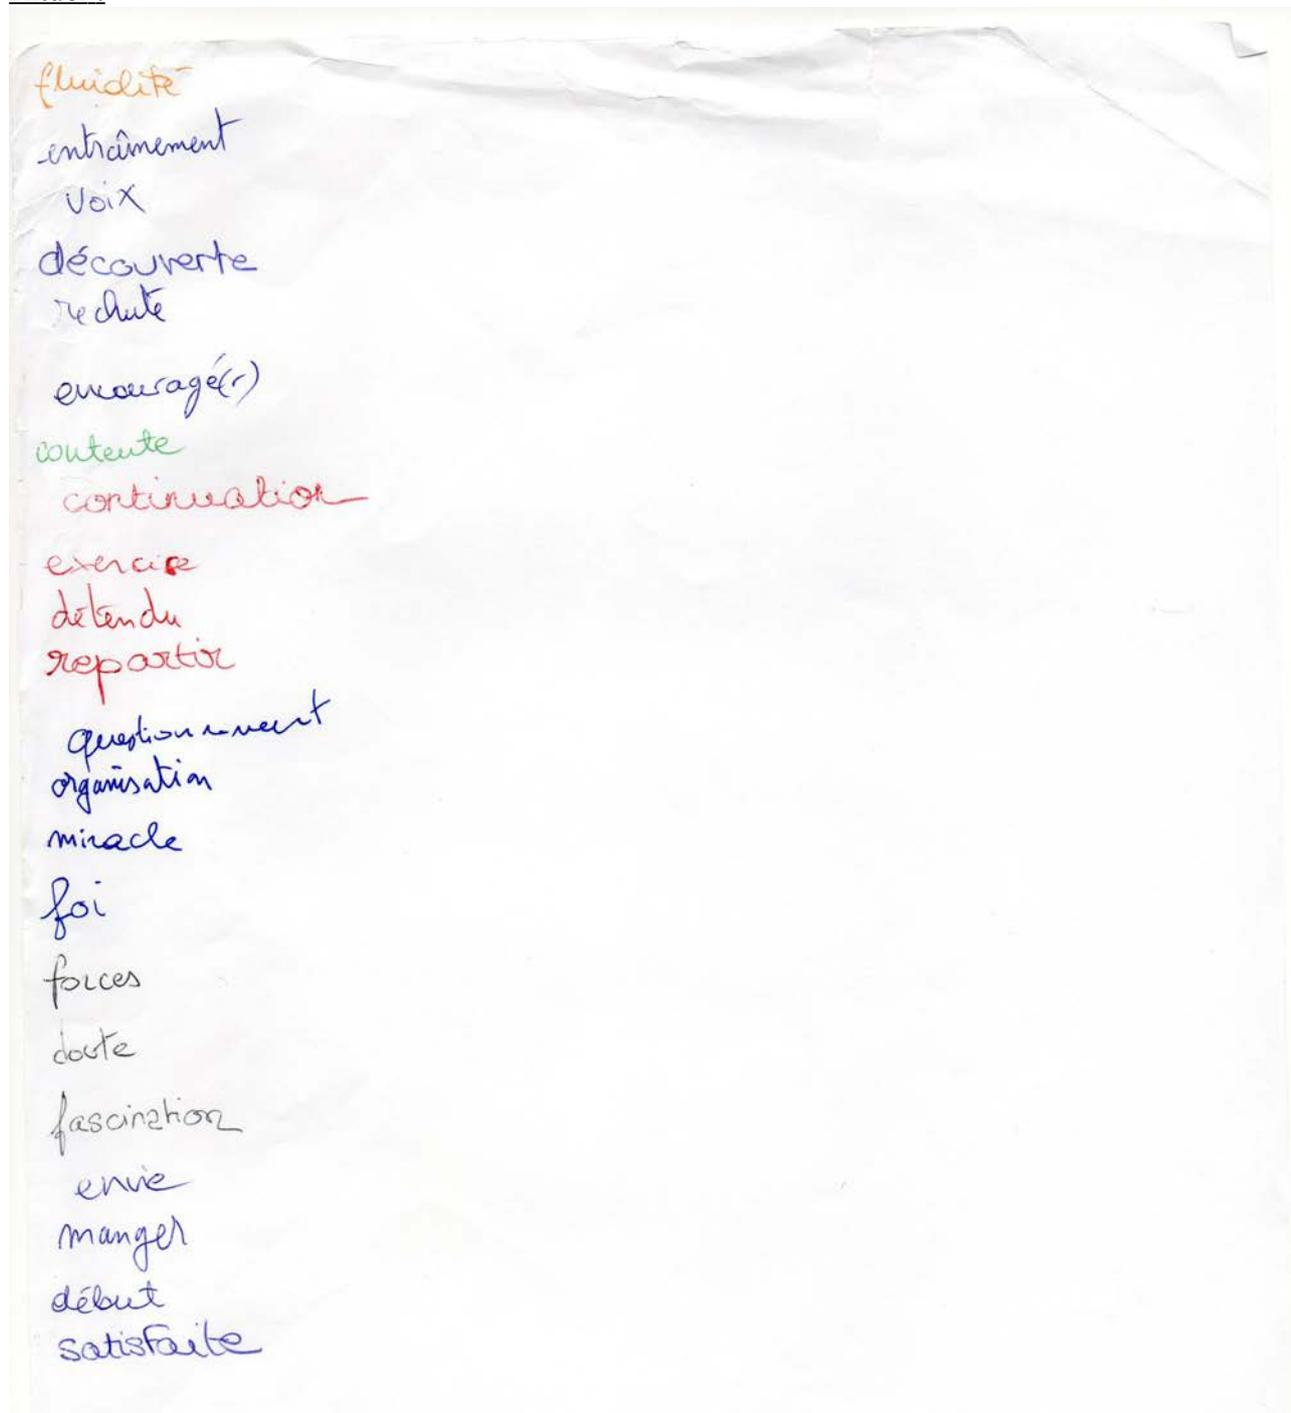 fluidité
entraînement
voix
découverte
rechute
encouragé(r)
contente
continuation
exercice
détendu
repartir
questionnement
organisation
miracle
foi
forces
doute
fascination
envie
manger
début
satisfaite